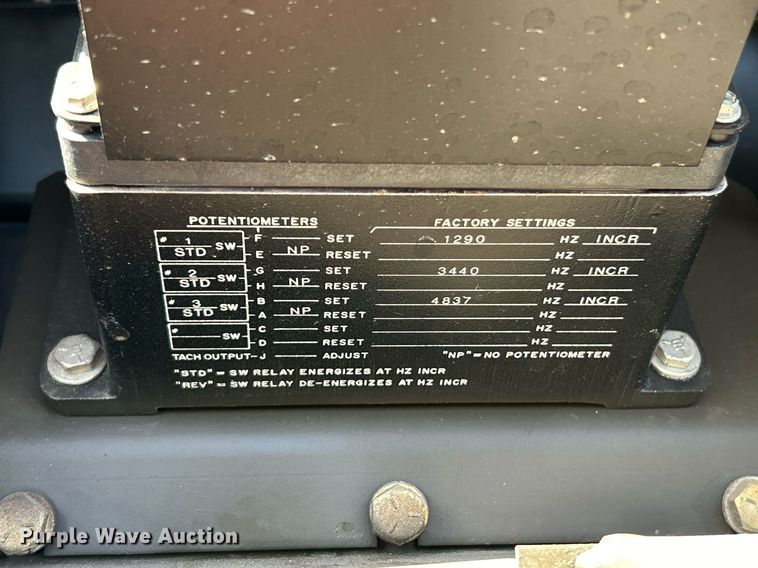 POTENTIOMETERS FACTORY SETTINGS
# 1 STD SW F SET 1290 HZ INCR
E NP RESET HZ
# 2 STD SW G SET 3440 HZ INCR
H NP RESET HZ
# 3 STD SW B SET 4837 HZ INCR
A NP RESET HZ
SW C SET HZ
D RESET HZ
TACH OUTPUT J ADJUST "NP"= NO POTENTIOMETER
"STD" = SW RELAY ENERGIZES AT HZ INCR
"REV" = SW RELAY DE-ENERGIZES AT HZ INCR
Purple Wave Auction